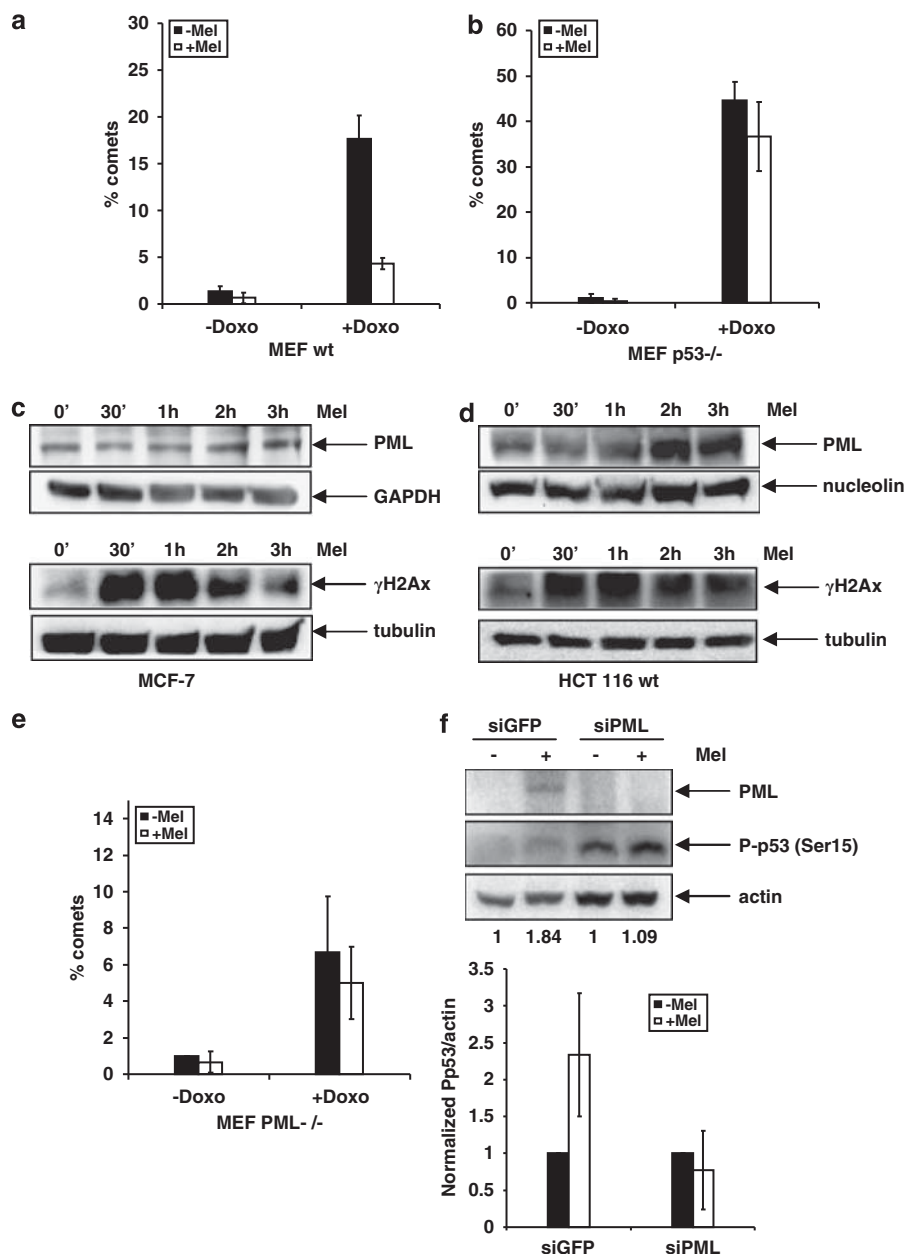 a
30
25
20
15
10
5
0
% comets
-Mel
+Mel
-Doxo +Doxo
MEF wt
b
60
50
40
30
20
10
0
% comets
-Mel
+Mel
-Doxo +Doxo
MEF p53-/-
c
0' 30' 1h 2h 3h Mel
PML
GAPDH
0' 30' 1h 2h 3h Mel
γH2Ax
tubulin
MCF-7
d
0' 30' 1h 2h 3h Mel
PML
nucleolin
0' 30' 1h 2h 3h Mel
γH2Ax
tubulin
HCT 116 wt
e
14
12
10
8
6
4
2
0
% comets
-Mel
+Mel
-Doxo +Doxo
MEF PML- /-
f
siGFP siPML
- + - + Mel
PML
P-p53 (Ser15)
actin
1 1.84 1 1.09
3.5
3
2.5
2
1.5
1
0.5
0
Normalized Pp53/actin
-Mel
+Mel
siGFP siPML